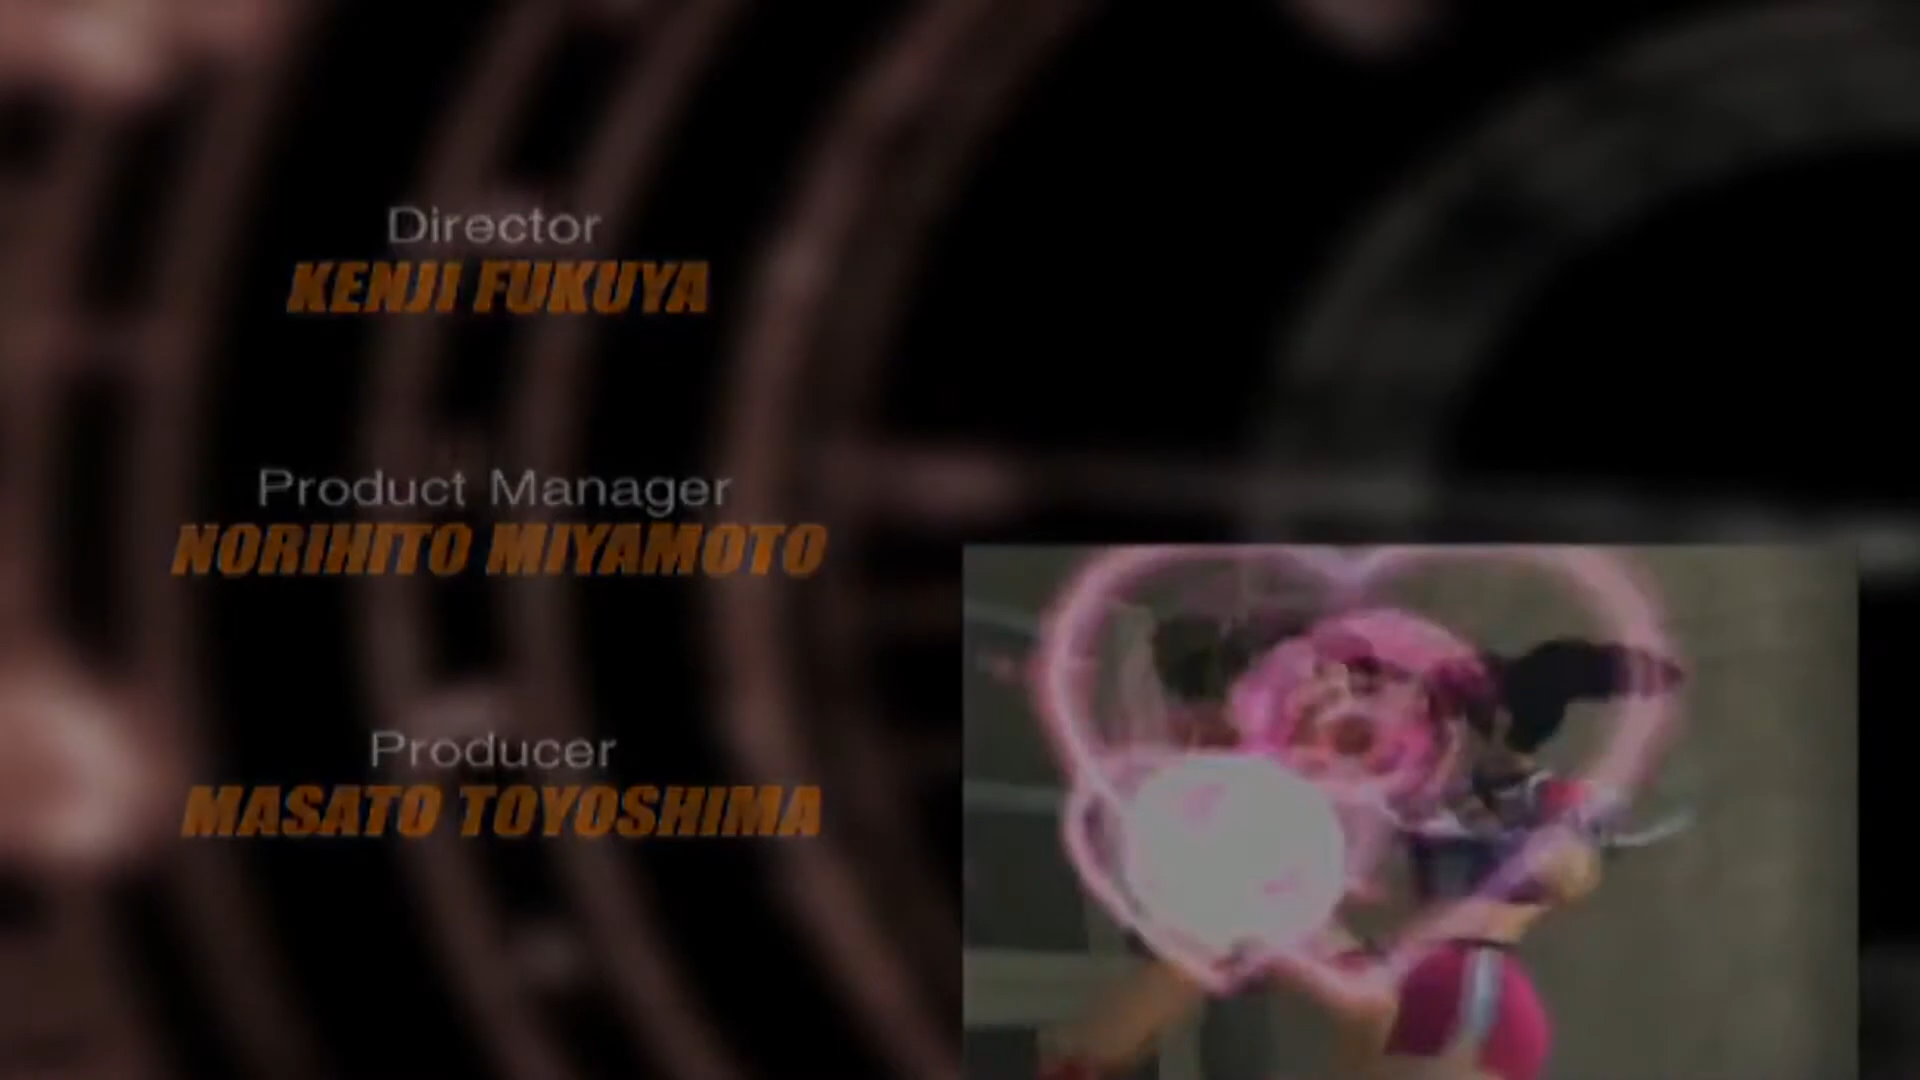 Director
KENJI FUKUYA
Product Manager
NORIHITO MIYAMOTO
Producer
MASATO TOYOSHIMA